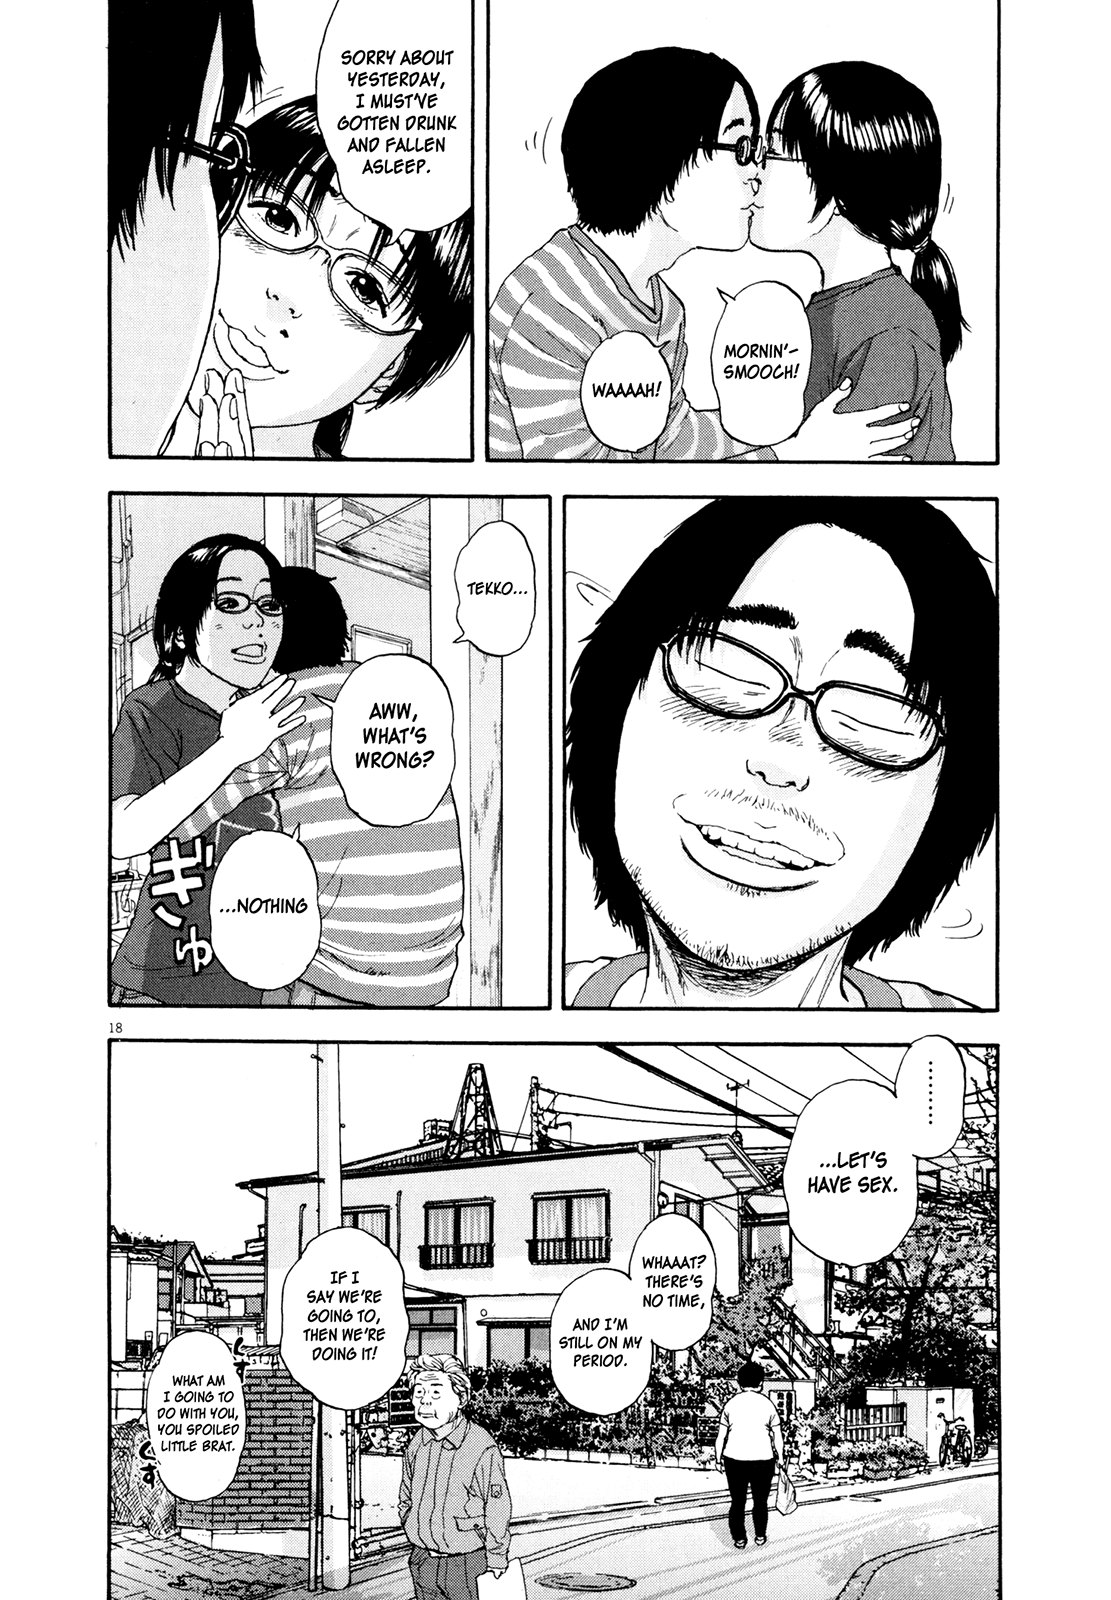 MORNIN'-
SMOOCH!
WAAAAH!
SORRY ABOUT
YESTERDAY,
I MUST'VE
GOTTEN DRUNK
AND FALLEN
ASLEEP.
TEKKO...
AWW,
WHAT'S
WRONG?
...NOTHING
ギュ
18
.........
...LET'S
HAVE SEX.
WHAAAT?
THERE'S
NO TIME,
AND I'M
STILL ON MY
PERIOD.
IF I
SAY WE'RE
GOING TO,
THEN WE'RE
DOING IT!
WHAT AM
I GOING TO
DO WITH YOU,
YOU SPOILED
LITTLE BRAT.
くす
くす